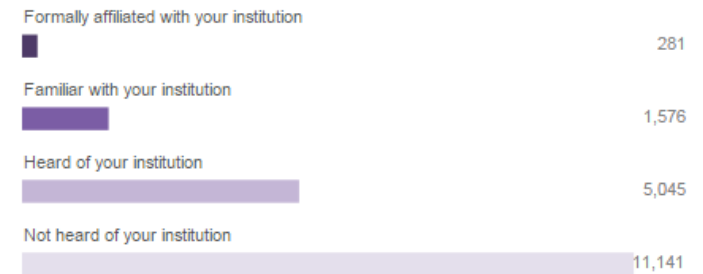 Formally affiliated with your institution
281
Familiar with your institution
1,576
Heard of your institution
5,045
Not heard of your institution
11,141